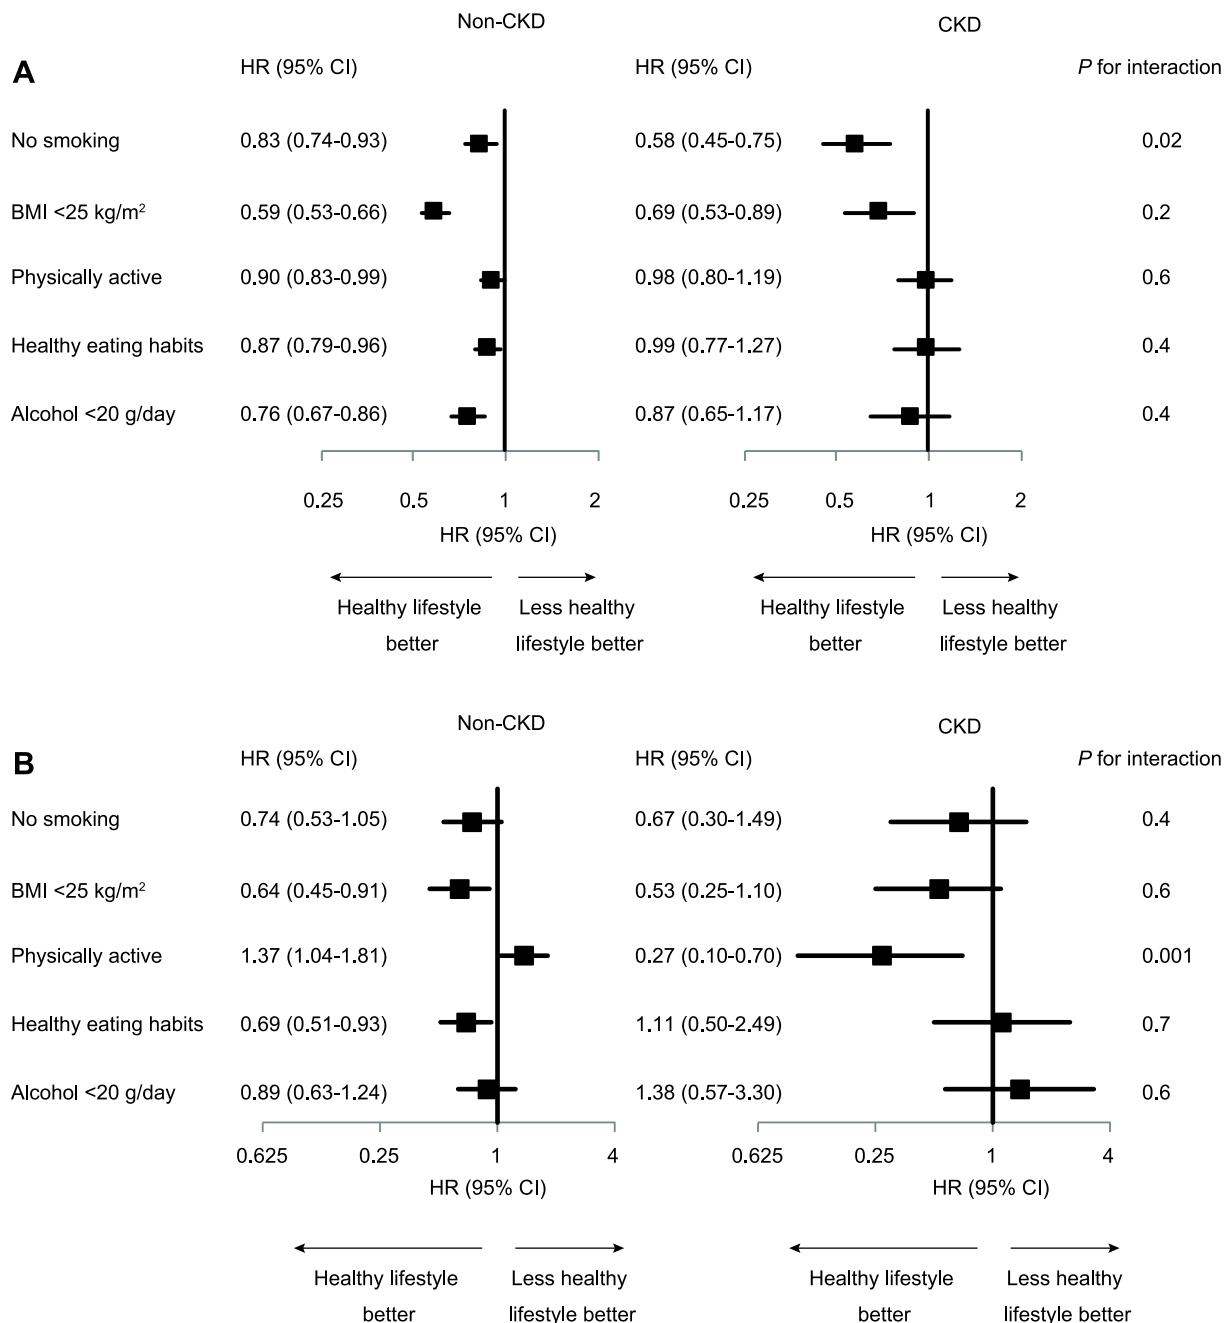 Non-CKD CKD
A HR (95% CI) HR (95% CI) P for interaction
No smoking 0.83 (0.74-0.93) 0.58 (0.45-0.75) 0.02
BMI <25 kg/m² 0.59 (0.53-0.66) 0.69 (0.53-0.89) 0.2
Physically active 0.90 (0.83-0.99) 0.98 (0.80-1.19) 0.6
Healthy eating habits 0.87 (0.79-0.96) 0.99 (0.77-1.27) 0.4
Alcohol <20 g/day 0.76 (0.67-0.86) 0.87 (0.65-1.17) 0.4
0.25 0.5 1 2 0.25 0.5 1 2
HR (95% CI) HR (95% CI)
Healthy lifestyle Less healthy Healthy lifestyle Less healthy
better lifestyle better better lifestyle better
Non-CKD CKD
B HR (95% CI) HR (95% CI) P for interaction
No smoking 0.74 (0.53-1.05) 0.67 (0.30-1.49) 0.4
BMI <25 kg/m² 0.64 (0.45-0.91) 0.53 (0.25-1.10) 0.6
Physically active 1.37 (1.04-1.81) 0.27 (0.10-0.70) 0.001
Healthy eating habits 0.69 (0.51-0.93) 1.11 (0.50-2.49) 0.7
Alcohol <20 g/day 0.89 (0.63-1.24) 1.38 (0.57-3.30) 0.6
0.625 0.25 1 4 0.625 0.25 1 4
HR (95% CI) HR (95% CI)
Healthy lifestyle Less healthy Healthy lifestyle Less healthy
better lifestyle better better lifestyle better